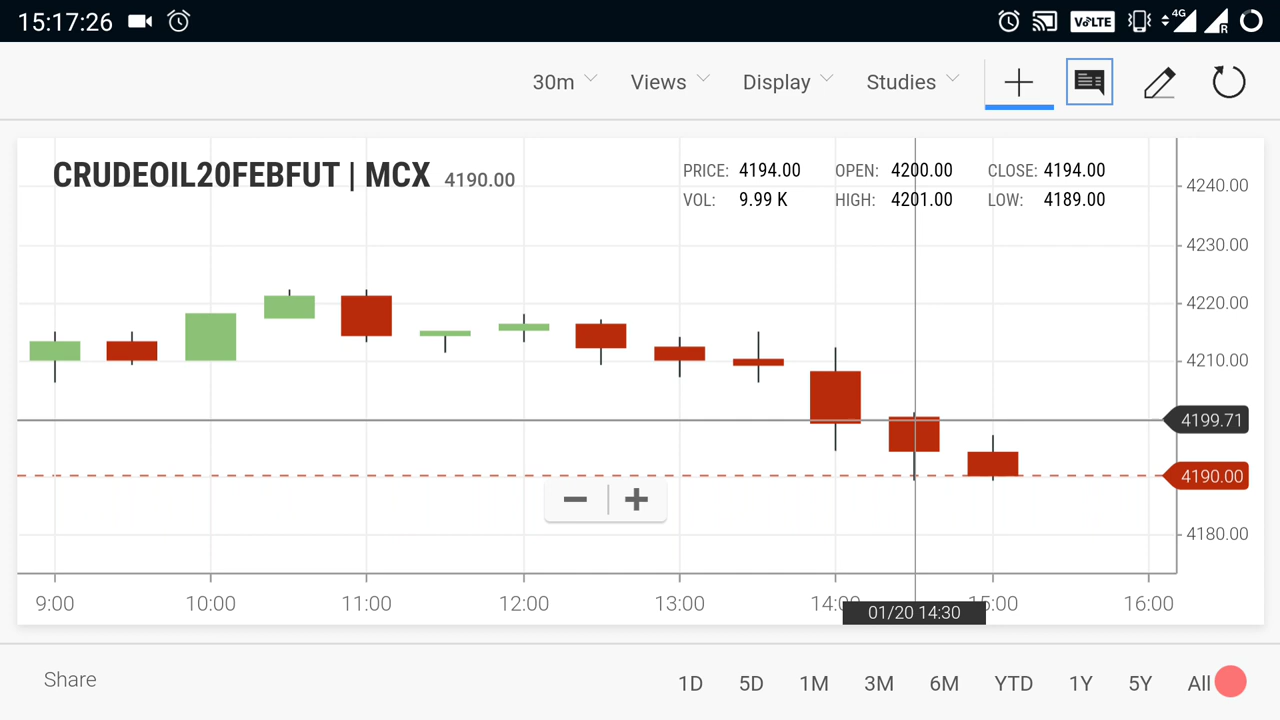 15:17:26 VoLTE 4G R
30m Views Display Studies
CRUDEOIL20FEBFUT | MCX 4190.00
PRICE: 4194.00 OPEN: 4200.00 CLOSE: 4194.00
VOL: 9.99 K HIGH: 4201.00 LOW: 4189.00
4240.00
4230.00
4220.00
4210.00
4199.71
4190.00
4180.00
9:00 10:00 11:00 12:00 13:00 14:00 15:00 16:00
01/20 14:30
Share 1D 5D 1M 3M 6M YTD 1Y 5Y All